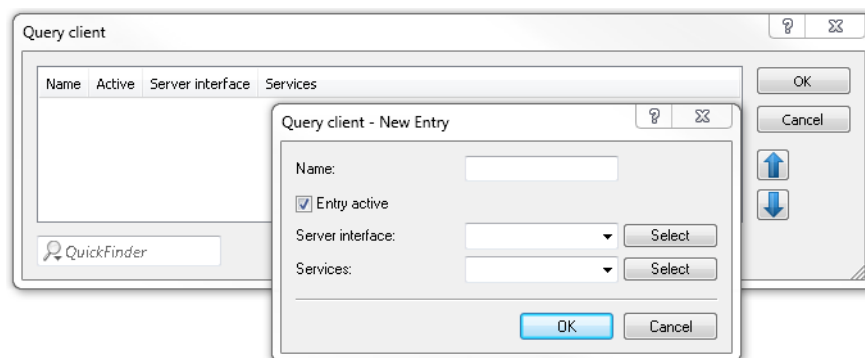 Query client
Name Active Server interface Services
OK
Cancel
QuickFinder
Query client - New Entry
Name:
Entry active
Server interface: Select
Services: Select
OK Cancel